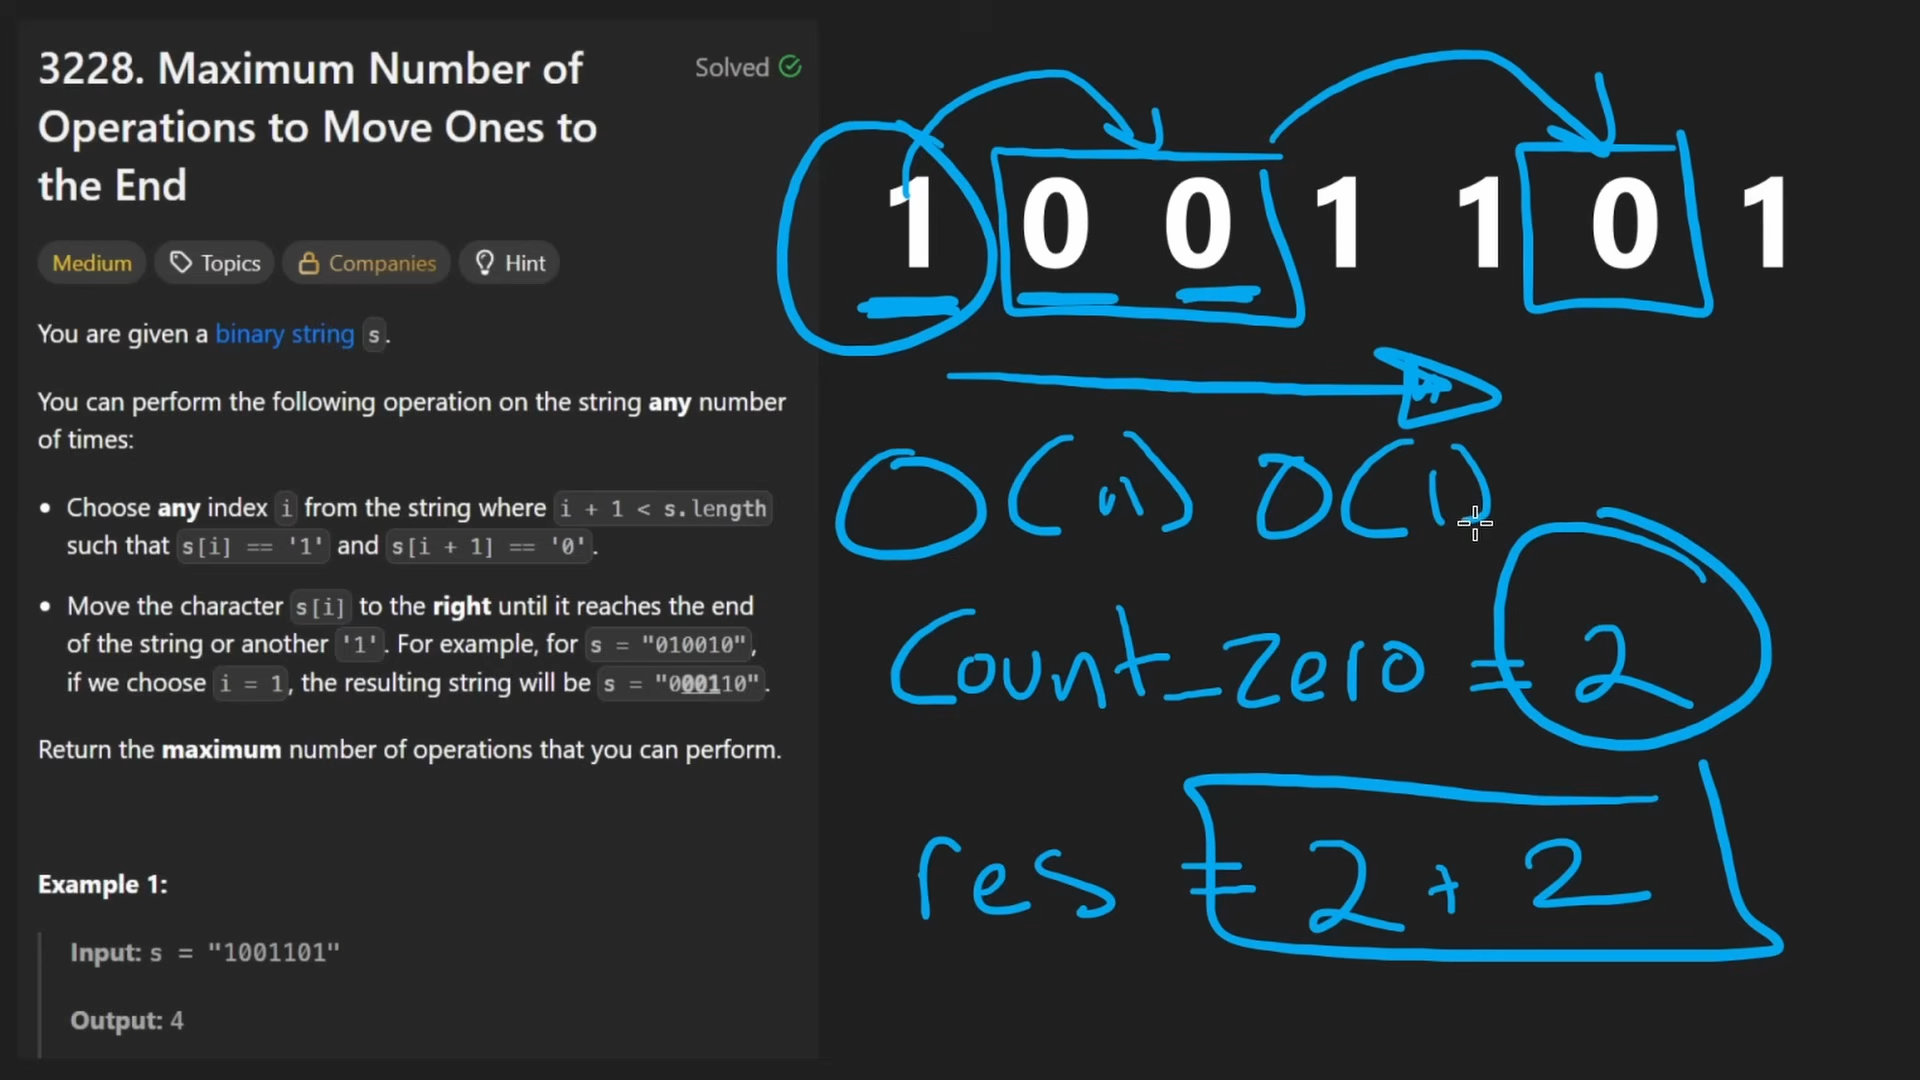 3228. Maximum Number of
Operations to Move Ones to
the End
Solved
Medium Topics Companies Hint
You are given a binary string s.
You can perform the following operation on the string any number
of times:
• Choose any index i from the string where i + 1 < s.length
such that s[i] == '1' and s[i + 1] == '0'.
• Move the character s[i] to the right until it reaches the end
of the string or another '1'. For example, for s = "010010",
if we choose i = 1, the resulting string will be s = "000110".
Return the maximum number of operations that you can perform.
Example 1:
Input: s = "1001101"
Output: 4
1 0 0 1 1 0 1
O(n) O(1)
Count_Zero = 2
res = 2 + 2